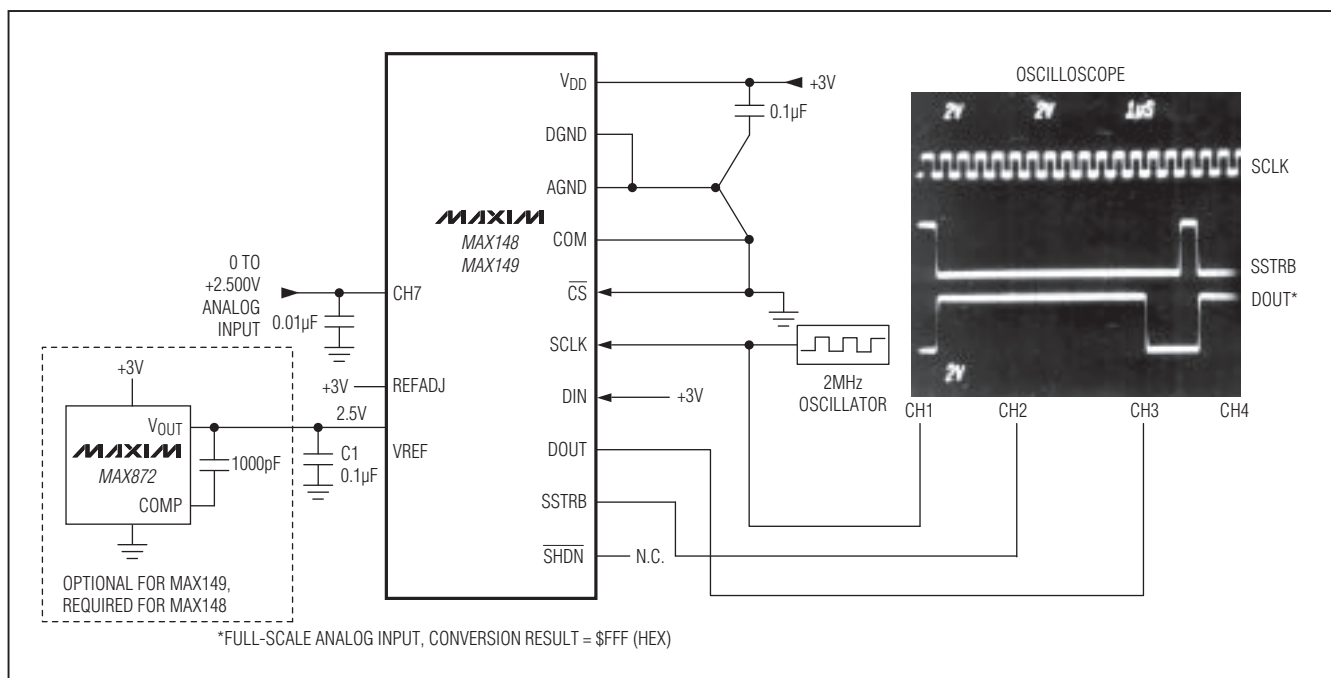 OSCILLOSCOPE
VDD
+3V
0.1µF
DGND
AGND
MAXIM
MAX148
MAX149
COM
CS
0 TO
+2.500V
ANALOG
INPUT
CH7
0.01µF
SCLK
2MHz
OSCILLATOR
+3V
REFADJ
DIN
+3V
+3V
2.5V
VOUT
MAXIM
MAX872
1000pF
COMP
C1
0.1µF
VREF
DOUT
SSTRB
SHDN
N.C.
OPTIONAL FOR MAX149,
REQUIRED FOR MAX148
2V 2V 1µS
SCLK
SSTRB
DOUT*
2V
CH1 CH2 CH3 CH4
*FULL-SCALE ANALOG INPUT, CONVERSION RESULT = $FFF (HEX)